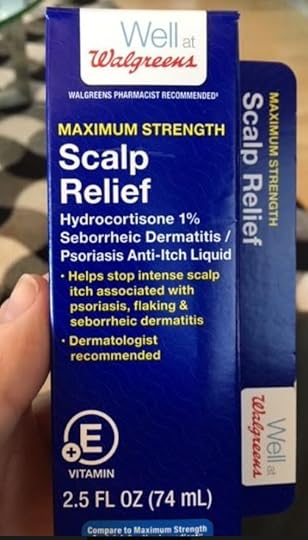 Well at
Walgreens
WALGREENS PHARMACIST RECOMMENDED‡
MAXIMUM STRENGTH
Scalp
Relief
Hydrocortisone 1%
Seborrheic Dermatitis /
Psoriasis Anti-Itch Liquid
• Helps stop intense scalp
itch associated with
psoriasis, flaking &
seborrheic dermatitis
• Dermatologist
recommended
+E
VITAMIN
2.5 FL OZ (74 mL)
Compare to Maximum Strength
MAXIMUM STRENGTH
Scalp Relief
Well at
Walgreens